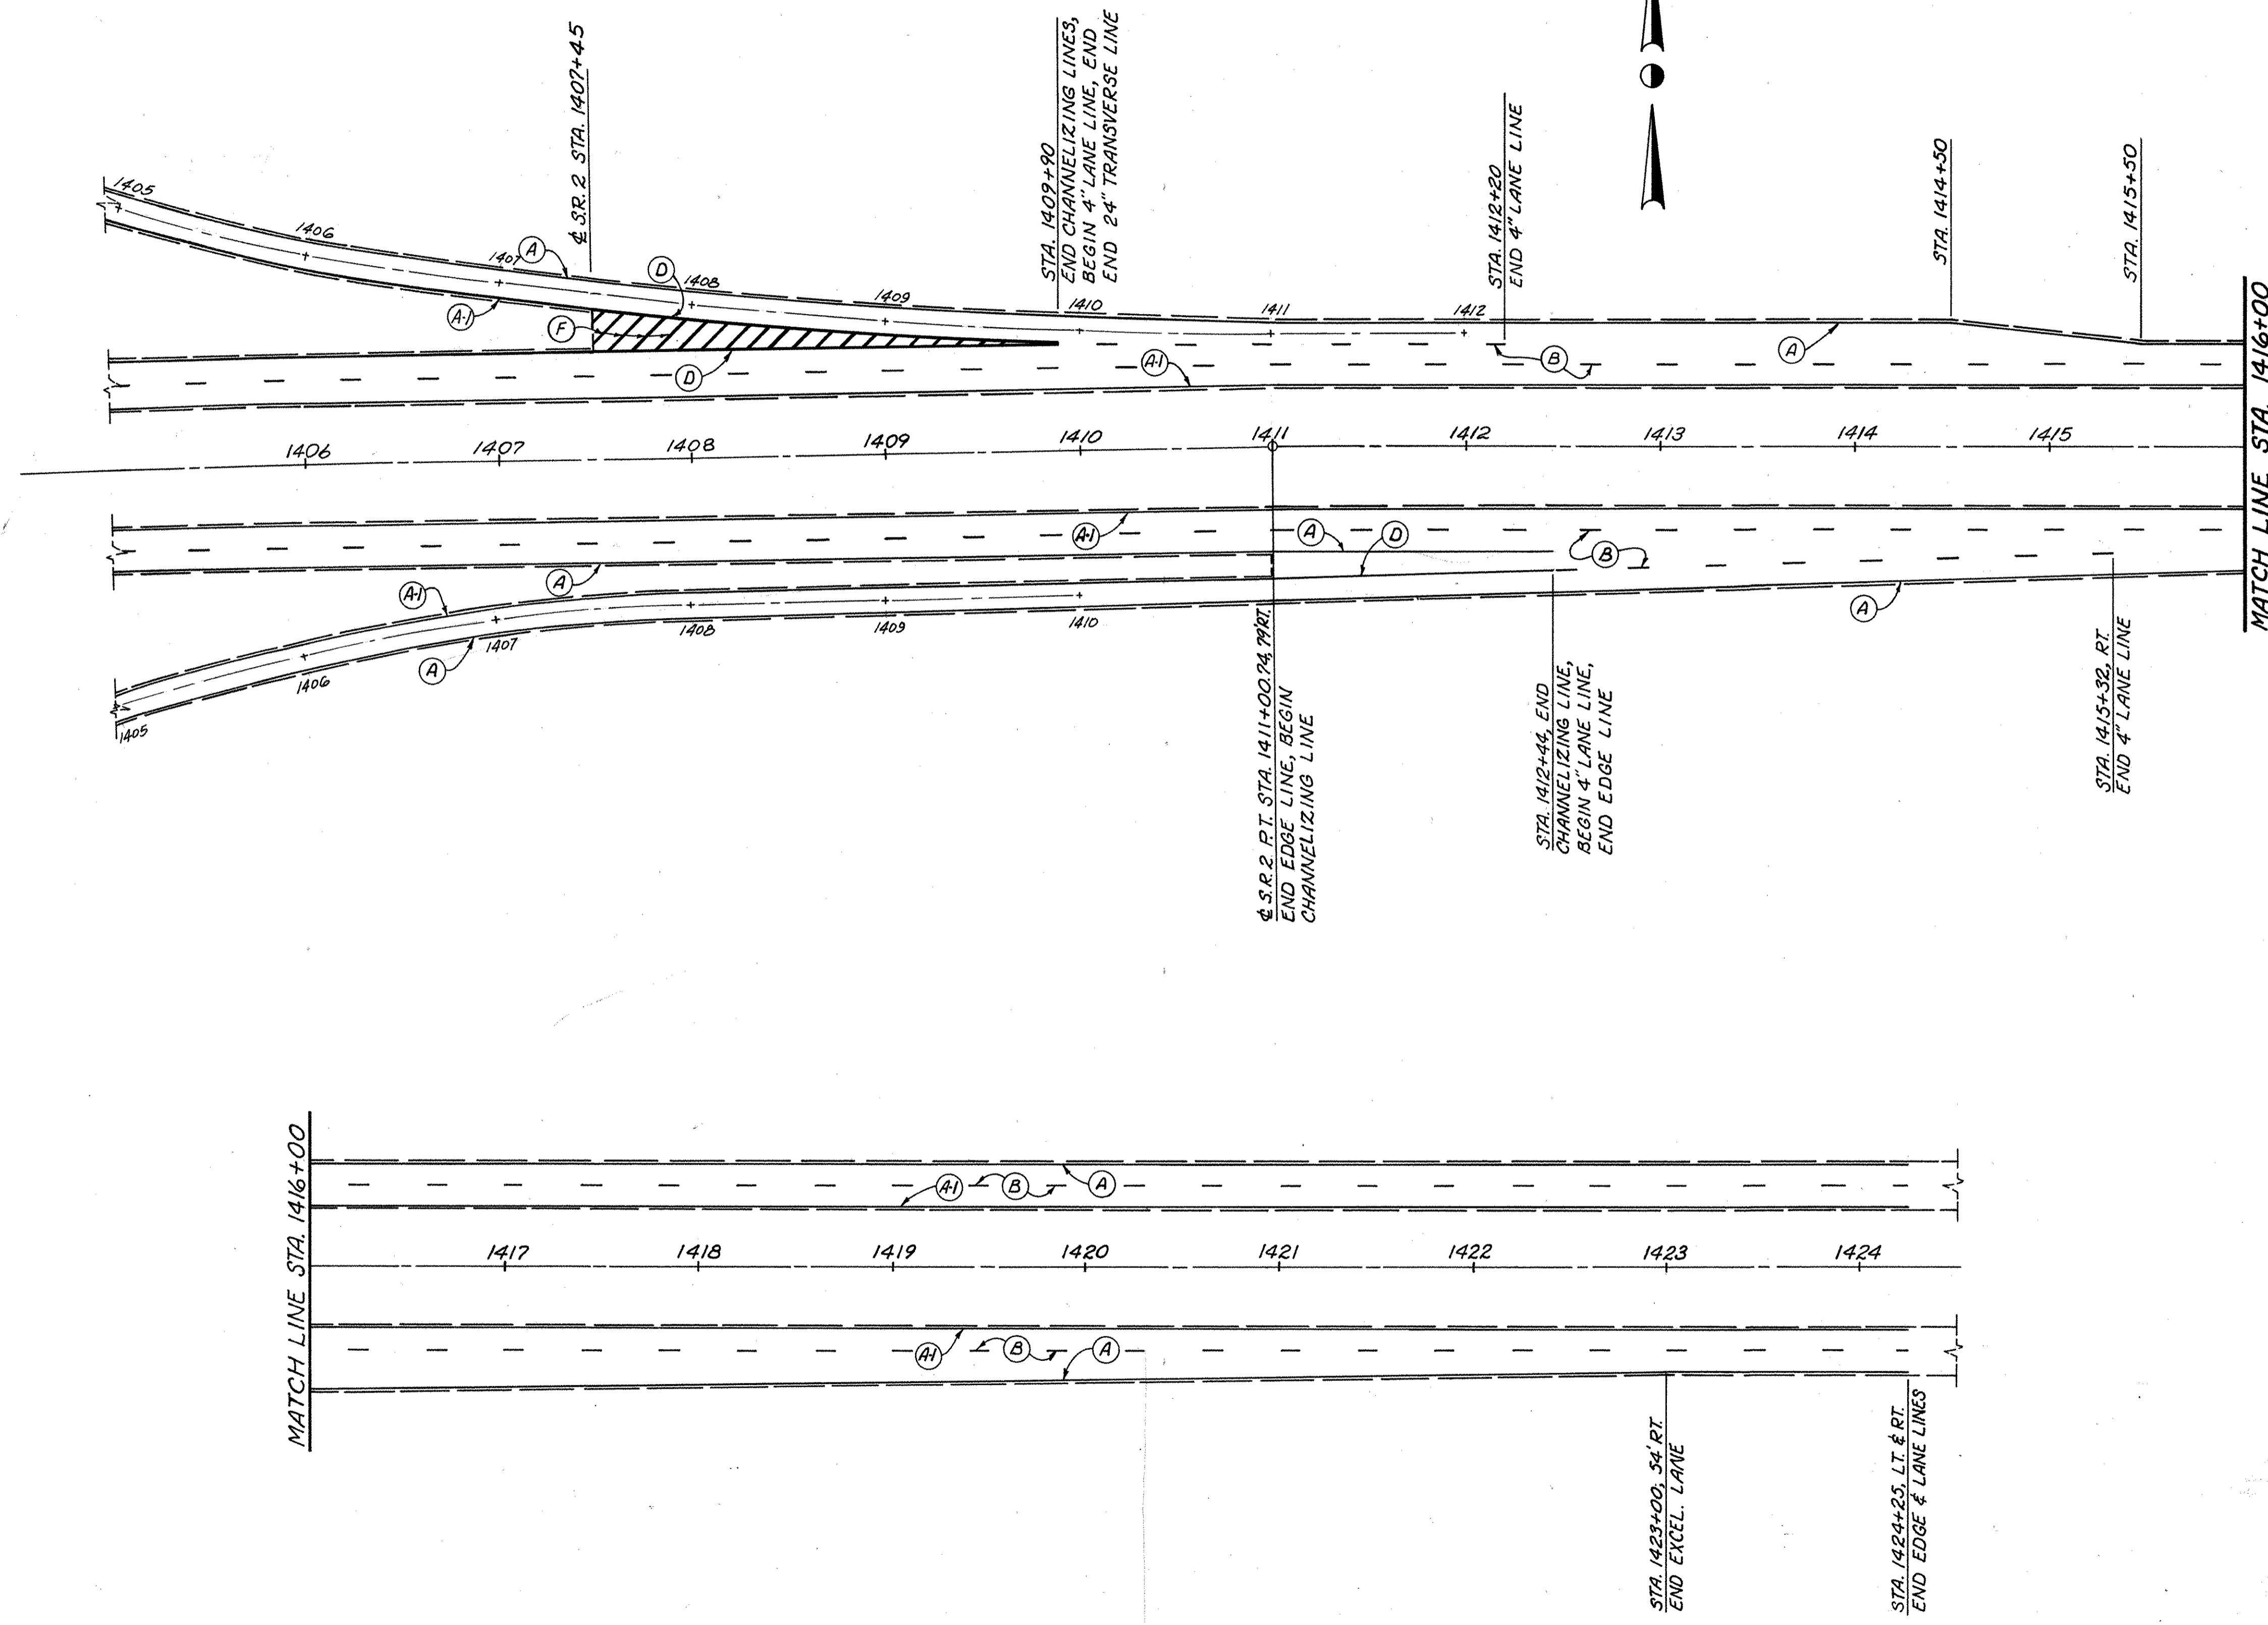 ℄ S.R. 2 STA. 1407+45
STA. 1409+90
END CHANNELIZING LINES,
BEGIN 4" LANE LINE, END
END 24" TRANSVERSE LINE
STA. 1412+20
END 4" LANE LINE
STA. 1414+50
STA. 1415+50
MATCH LINE STA. 1416+00
1405
1406
1407
1408
1409
1410
1411
1412
A
D
A-1
F
D
A-1
B
A
1406
1407
1408
1409
1410
1411
1412
1413
1414
1415
A-1
A
D
B
A
A-1
A
A
1405
1406
1407
1408
1409
1410
℄ S.R. 2 P.T. STA. 1411+00.74, 79' RT.
END EDGE LINE, BEGIN
CHANNELIZING LINE
STA. 1412+44, END
CHANNELIZING LINE,
BEGIN 4" LANE LINE,
END EDGE LINE
STA. 1415+32, RT.
END 4" LANE LINE
MATCH LINE STA. 1416+00
A-1
B
A
1417
1418
1419
1420
1421
1422
1423
1424
A-1
B
A
STA. 1423+00, 54' RT.
END EXCEL. LANE
STA. 1424+25, LT. & RT.
END EDGE & LANE LINES